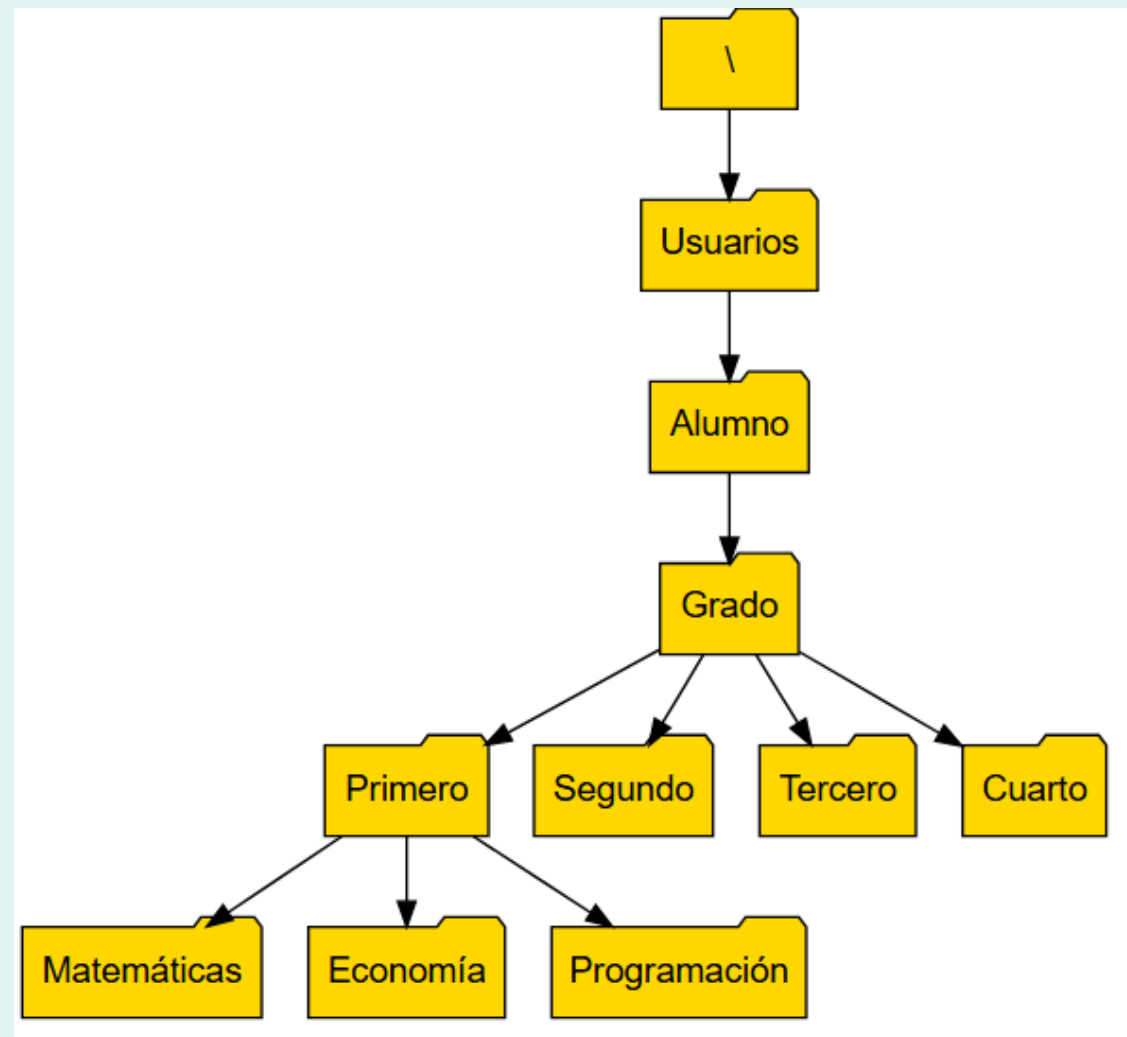 \
Usuarios
Alumno
Grado
Primero
Segundo
Tercero
Cuarto
Matemáticas
Economía
Programación